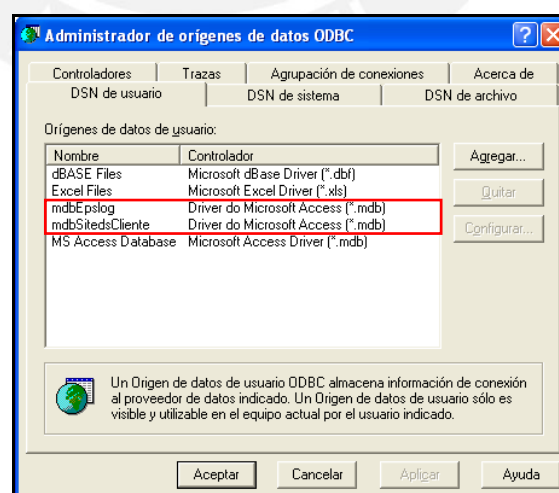 Administrador de orígenes de datos ODBC
Controladores Trazas Agrupación de conexiones Acerca de
DSN de usuario DSN de sistema DSN de archivo
Orígenes de datos de usuario:
Nombre Controlador
dBASE Files Microsoft dBase Driver (*.dbf)
Excel Files Microsoft Excel Driver (*.xls)
mdbEpslog Driver do Microsoft Access (*.mdb)
mdbSitedsCliente Driver do Microsoft Access (*.mdb)
MS Access Database Microsoft Access Driver (*.mdb)
Agregar...
Quitar
Configurar...
Un Origen de datos de usuario ODBC almacena información de conexión
al proveedor de datos indicado. Un Origen de datos de usuario sólo es
visible y utilizable en el equipo actual por el usuario indicado.
Aceptar Cancelar Aplicar Ayuda